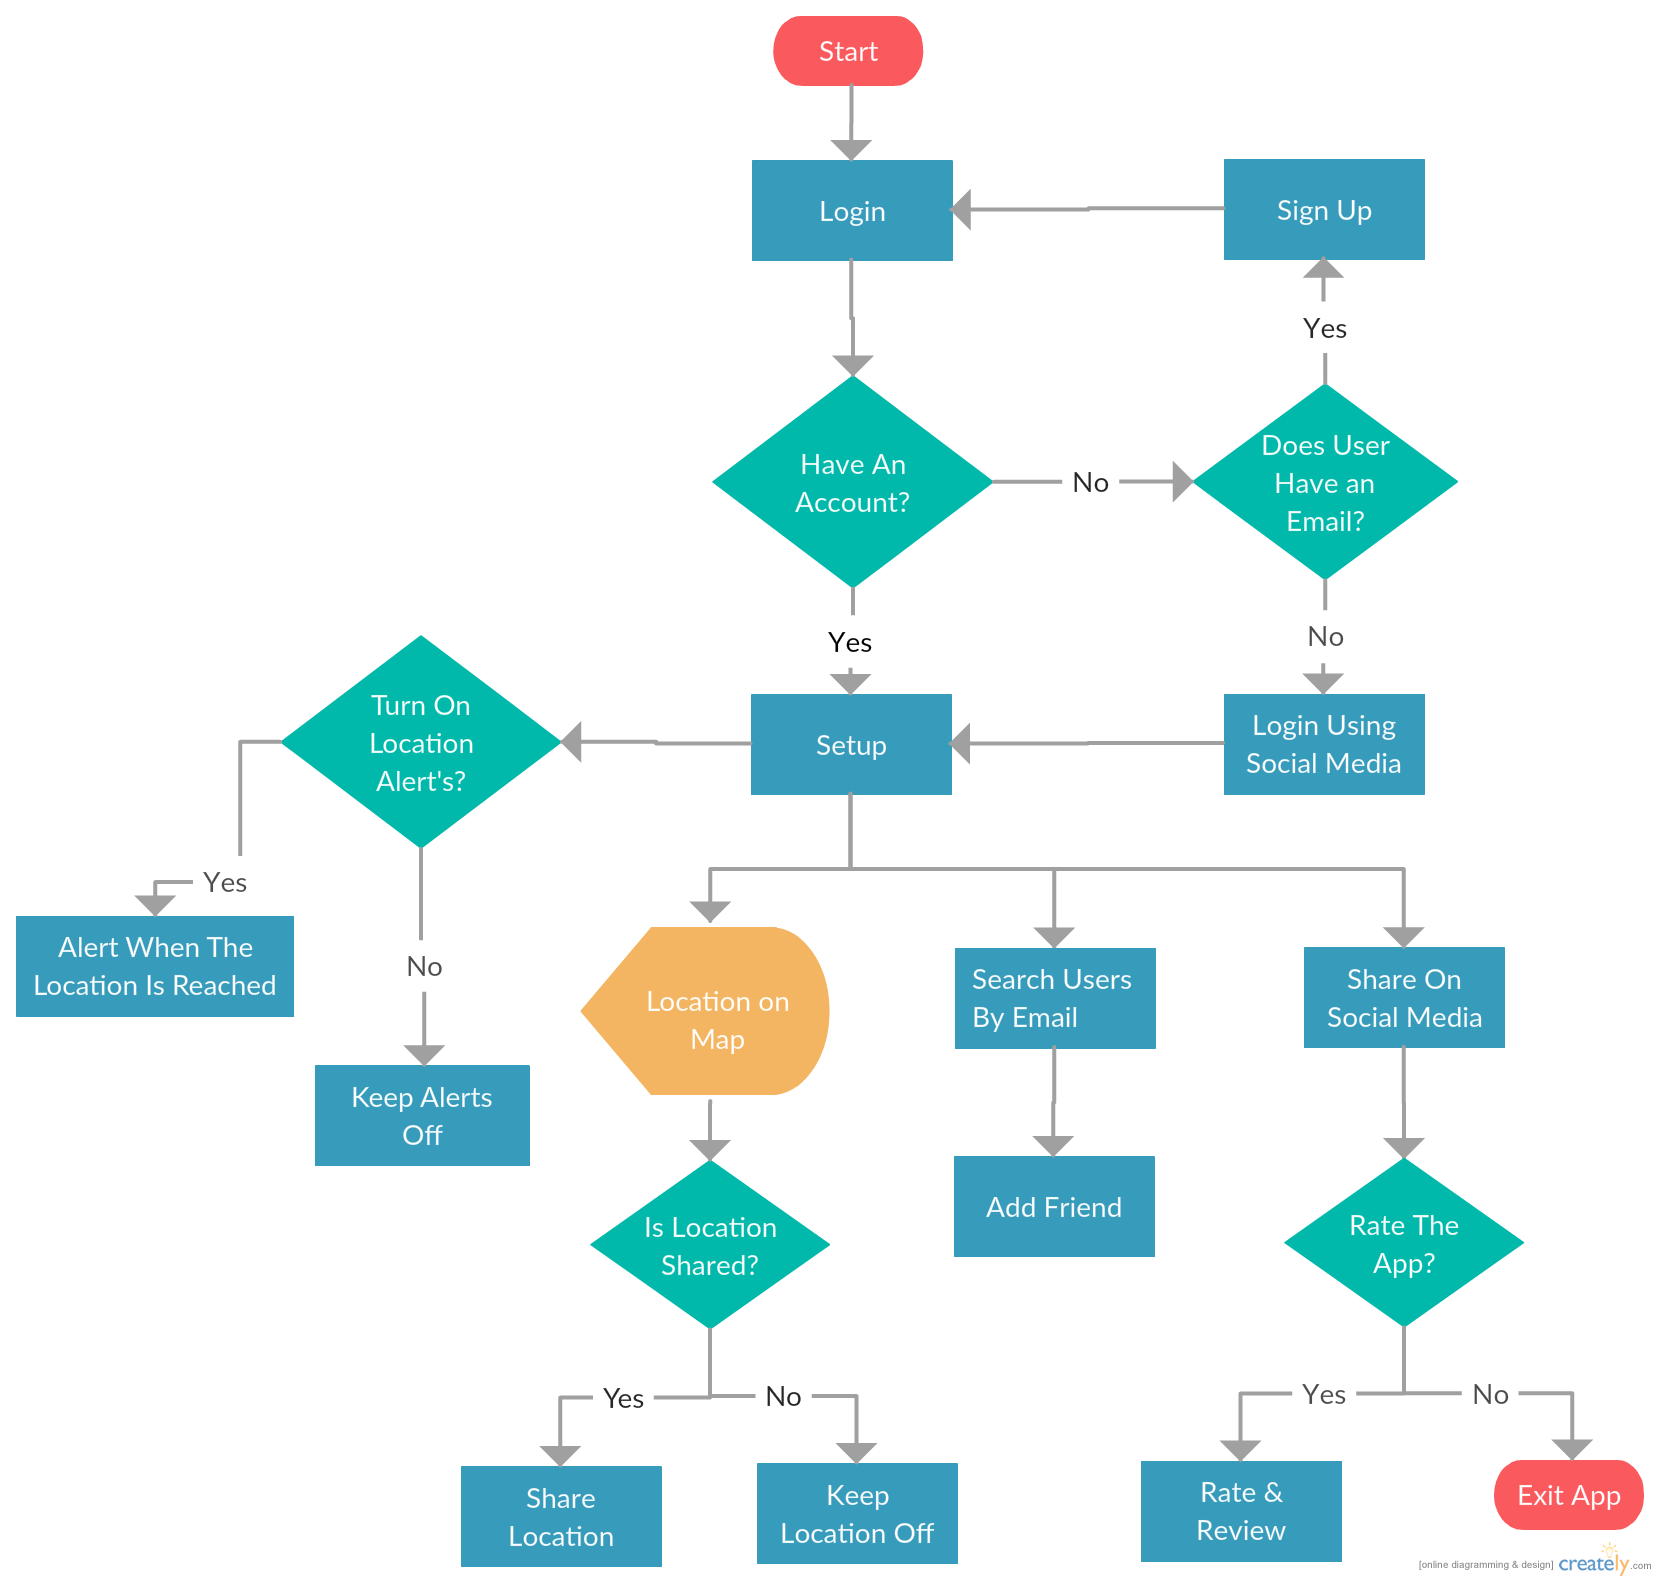 Start
Login
Sign Up
Yes
Have An
Account?
No
Does User
Have an
Email?
Yes
No
Turn On
Location
Alert's?
Setup
Login Using
Social Media
Yes
Alert When The
Location Is Reached
No
Keep Alerts
Off
Location on
Map
Search Users
By Email
Share On
Social Media
Is Location
Shared?
Add Friend
Rate The
App?
Yes
No
Yes
No
Share
Location
Keep
Location Off
Rate &
Review
Exit App
[online diagramming & design] creately.com